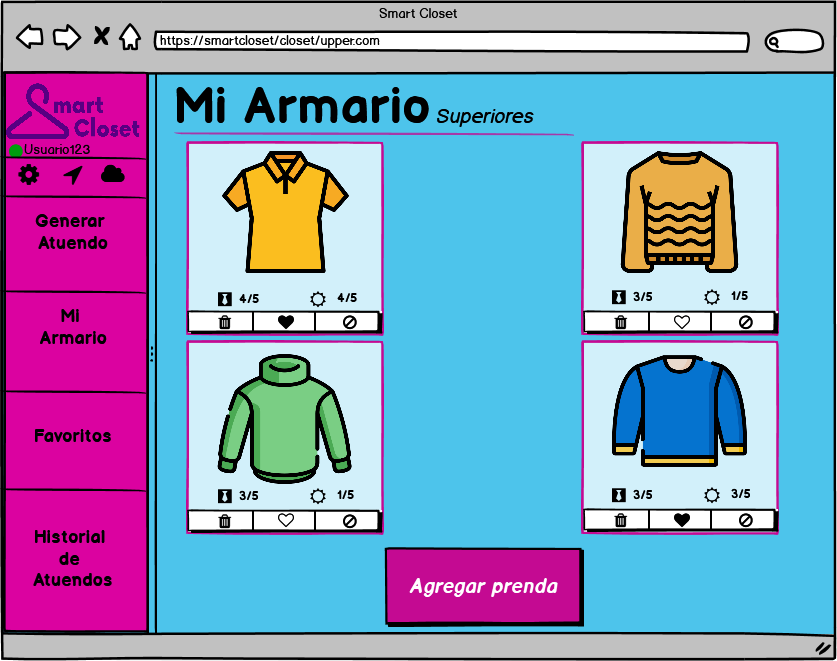 Smart Closet
https://smartcloset/closet/upper.com
Smart
Closet
Usuario123
Generar
Atuendo
Mi
Armario
Favoritos
Historial
de
Atuendos
Mi Armario Superiores
4/5 4/5
3/5 1/5
3/5 1/5
3/5 3/5
Agregar prenda